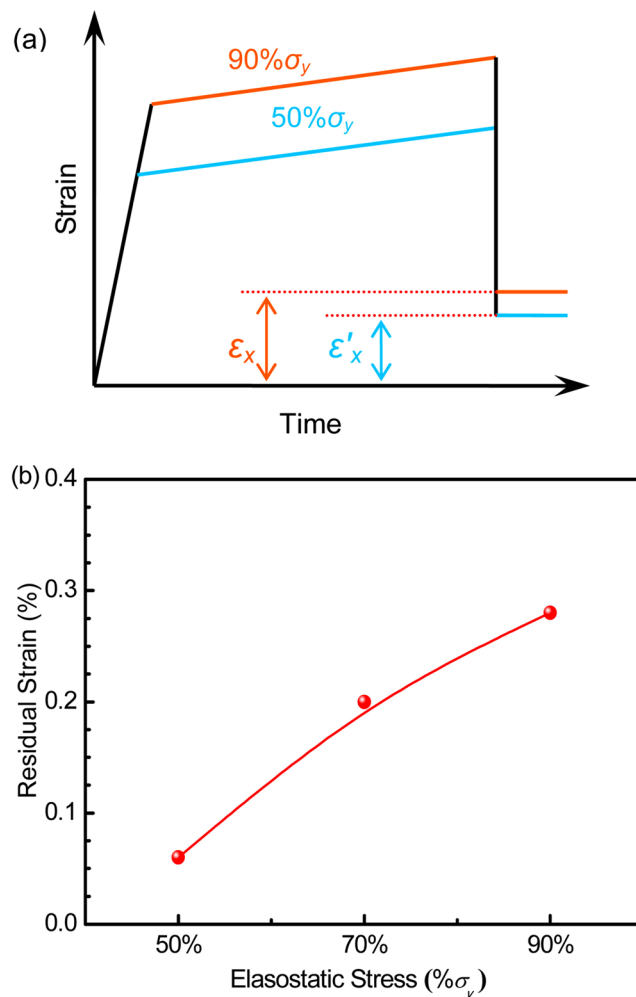 (a)
90%σy
50%σy
Strain
εx
ε′x
Time
(b)
0.4
0.3
0.2
0.1
0.0
Residual Strain (%)
50%
70%
90%
Elasostatic Stress (%σy)